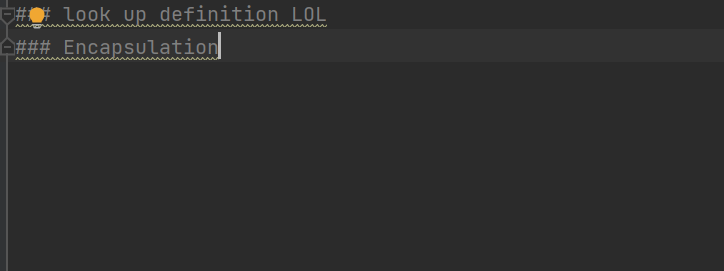 ### look up definition LOL
### Encapsulation